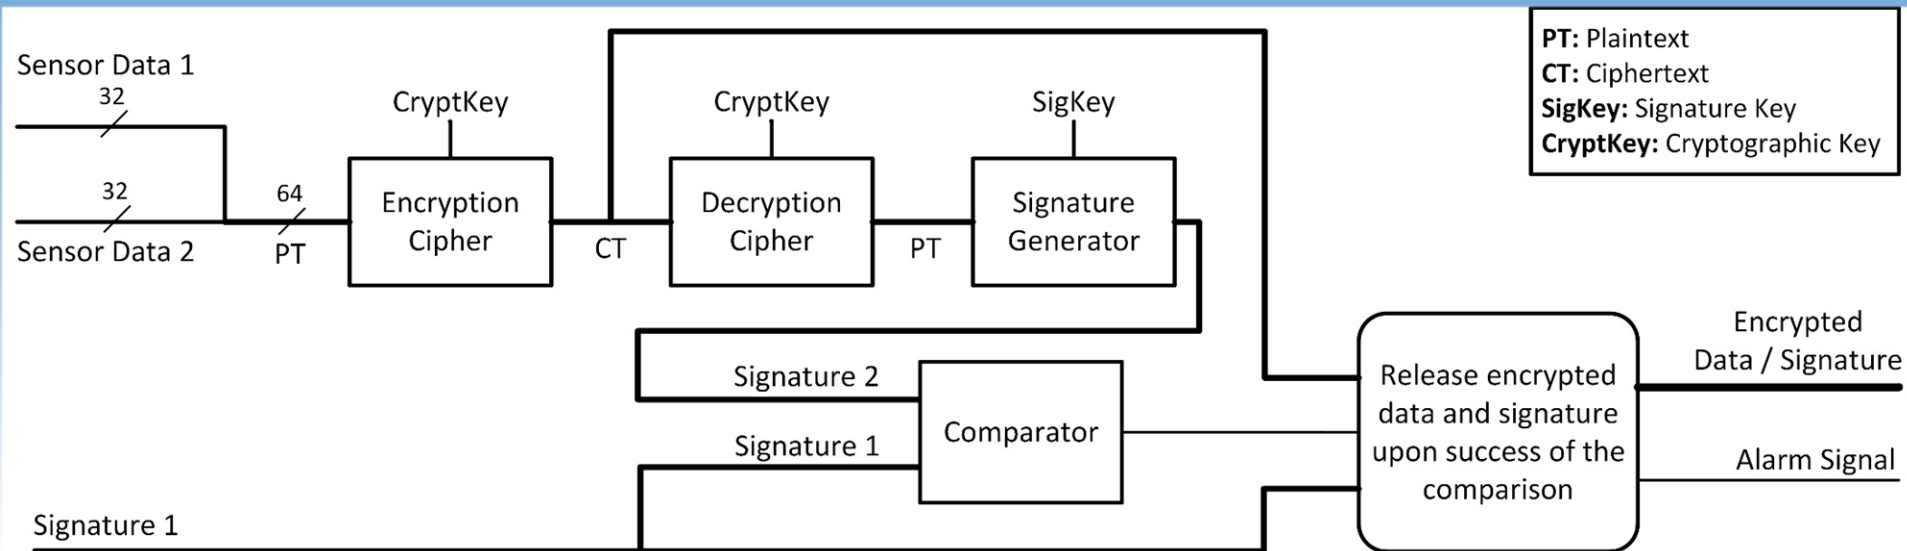 Sensor Data 1
32
32
Sensor Data 2
64
PT
CryptKey
Encryption
Cipher
CT
CryptKey
Decryption
Cipher
PT
SigKey
Signature
Generator
PT: Plaintext
CT: Ciphertext
SigKey: Signature Key
CryptKey: Cryptographic Key
Signature 2
Signature 1
Comparator
Signature 1
Release encrypted
data and signature
upon success of the
comparison
Encrypted
Data / Signature
Alarm Signal